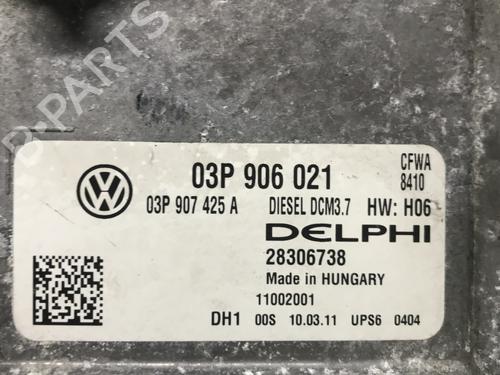 B-PARTS
03P 906 021
CFWA
8410
03P 907 425 A DIESEL DCM3.7 HW: H06
DELPHI
28306738
Made in HUNGARY
11002001
DH1 00S 10.03.11 UPS6 0404